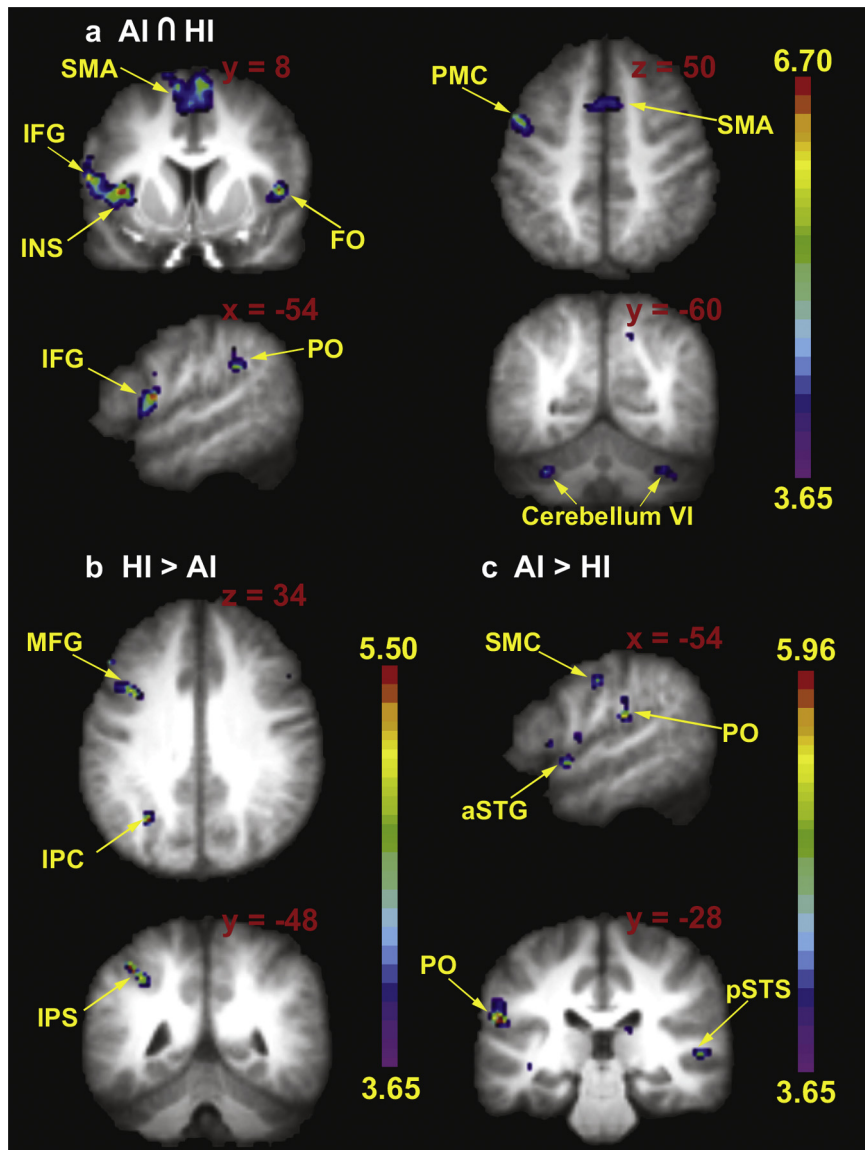 a AI ∩ HI
SMA
y = 8
IFG
INS
FO
PMC
z = 50
SMA
6.70
3.65
x = -54
IFG
PO
y = -60
Cerebellum VI
b HI > AI
z = 34
MFG
IPC
5.50
3.65
y = -48
IPS
c AI > HI
x = -54
SMC
PO
aSTG
5.96
3.65
y = -28
PO
pSTS